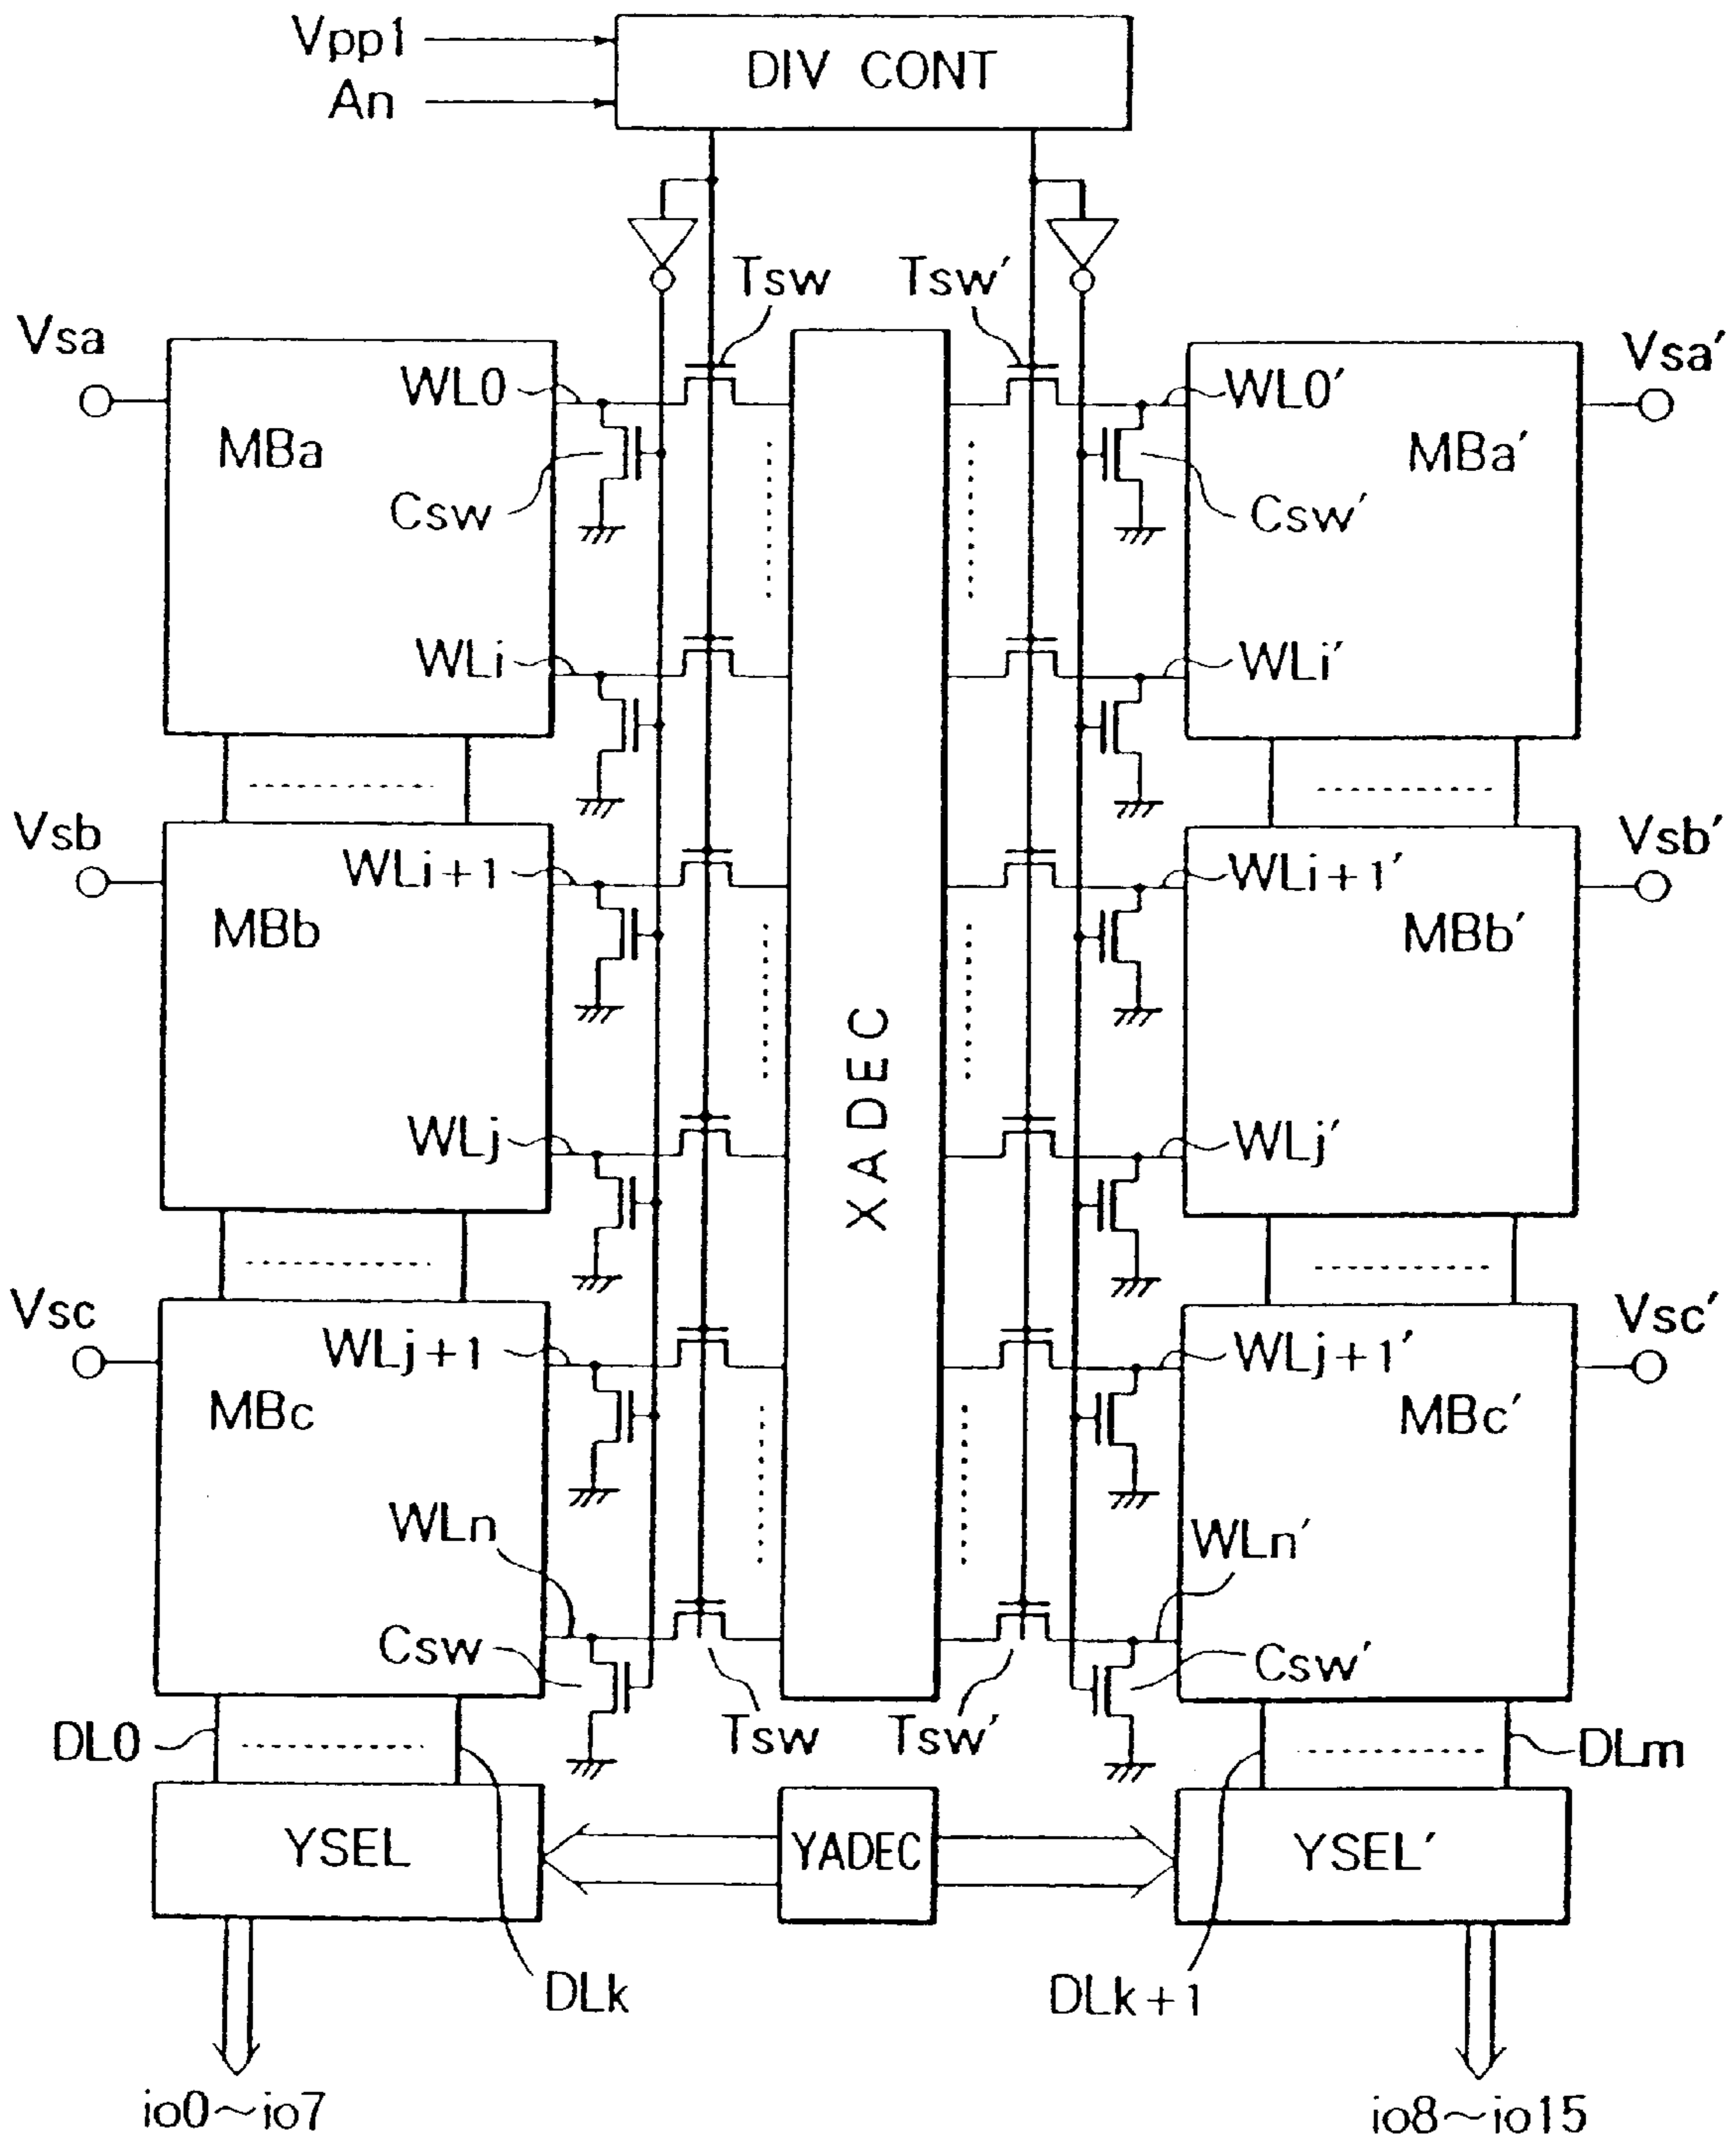 Vpp1
An
DIV CONT
Tsw
Tsw′
Vsa
Vsa′
WL0
WL0′
MBa
MBa′
Csw
Csw′
WLi
WLi′
Vsb
Vsb′
WLi+1
WLi+1′
MBb
MBb′
XADEC
WLj
WLj′
Vsc
Vsc′
WLj+1
WLj+1′
MBc
MBc′
WLn
WLn′
Csw
Csw′
Tsw
Tsw′
DL0
DLm
YSEL
YADEC
YSEL′
DLk
DLk+1
io0~io7
io8~io15